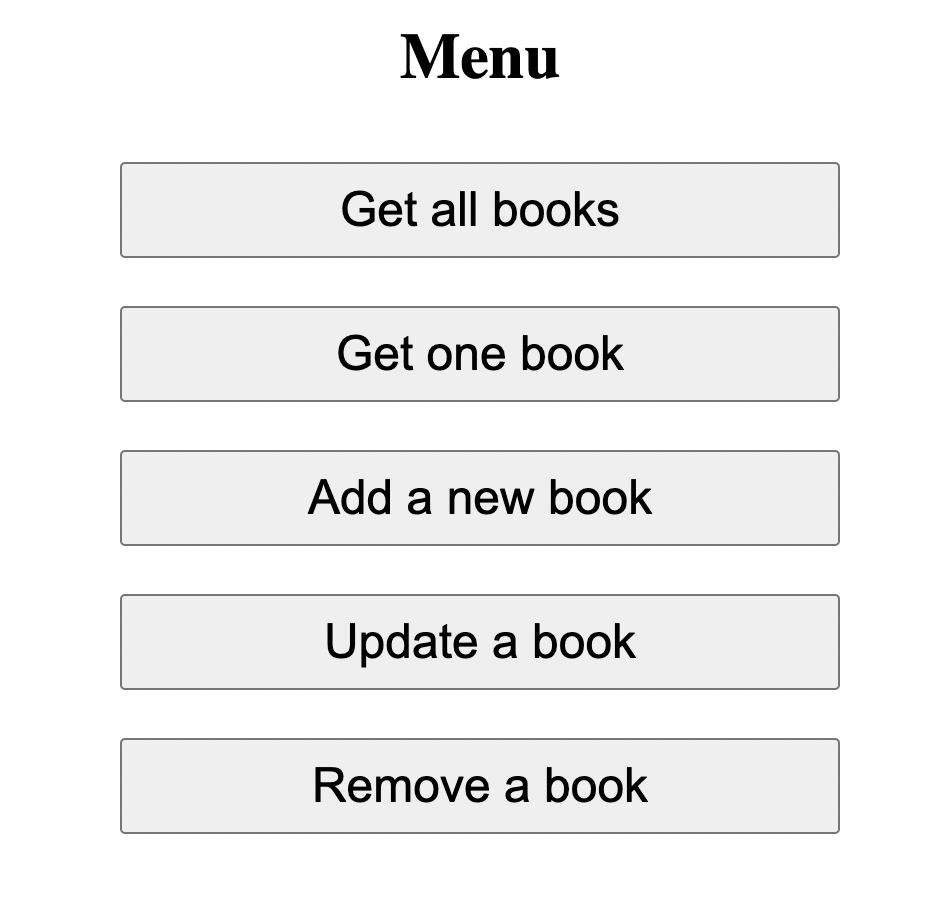 Menu
Get all books
Get one book
Add a new book
Update a book
Remove a book